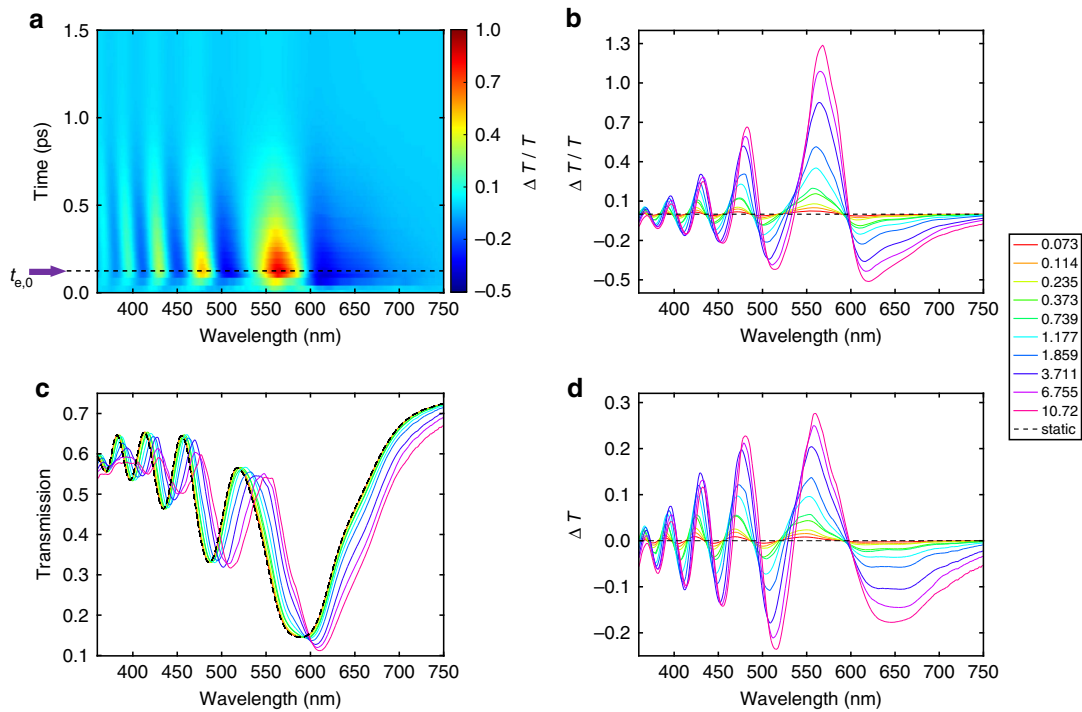 a
1.5
1.0
0.5
0.0
Time (ps)
t e,0
400 450 500 550 600 650 700 750
Wavelength (nm)
1.0
0.7
0.4
0.1
−0.2
−0.5
Δ T / T
b
1.3
1.0
0.7
0.4
0.1
−0.2
−0.5
Δ T / T
400 450 500 550 600 650 700 750
Wavelength (nm)
0.073
0.114
0.235
0.373
0.739
1.177
1.859
3.711
6.755
10.72
static
c
0.7
0.6
0.5
0.4
0.3
0.2
0.1
Transmission
400 450 500 550 600 650 700 750
Wavelength (nm)
d
0.3
0.2
0.1
0.0
−0.1
−0.2
Δ T
400 450 500 550 600 650 700 750
Wavelength (nm)